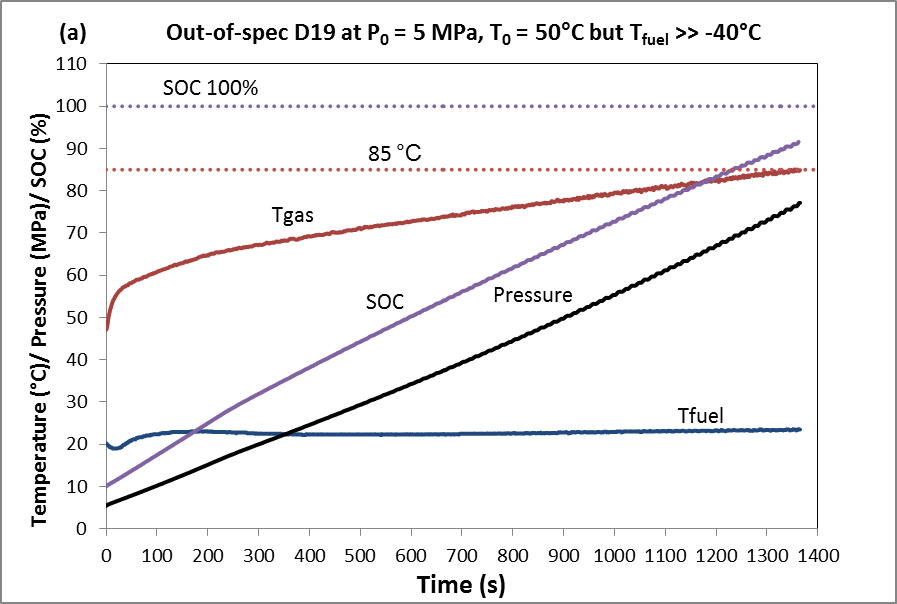 (a) Out-of-spec D19 at P0 = 5 MPa, T0 = 50°C but Tfuel >> -40°C
Temperature (°C)/ Pressure (MPa)/ SOC (%)
110
100
90
80
70
60
50
40
30
20
10
0
SOC 100%
85 °C
Tgas
SOC
Pressure
Tfuel
0 100 200 300 400 500 600 700 800 900 1000 1100 1200 1300 1400
Time (s)